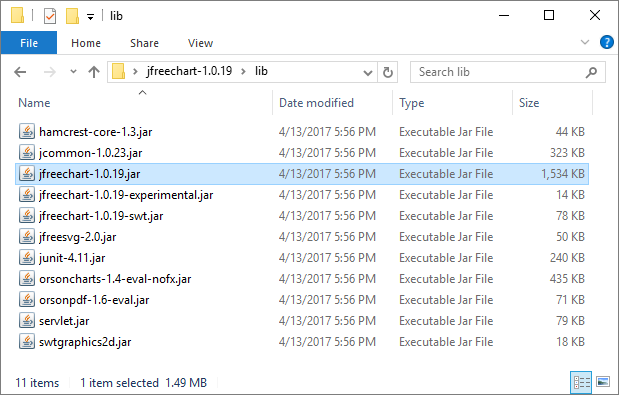 lib
File Home Share View
jfreechart-1.0.19 lib Search lib
Name Date modified Type Size
hamcrest-core-1.3.jar 4/13/2017 5:56 PM Executable Jar File 44 KB
jcommon-1.0.23.jar 4/13/2017 5:56 PM Executable Jar File 323 KB
jfreechart-1.0.19.jar 4/13/2017 5:56 PM Executable Jar File 1,534 KB
jfreechart-1.0.19-experimental.jar 4/13/2017 5:56 PM Executable Jar File 14 KB
jfreechart-1.0.19-swt.jar 4/13/2017 5:56 PM Executable Jar File 78 KB
jfreesvg-2.0.jar 4/13/2017 5:56 PM Executable Jar File 50 KB
junit-4.11.jar 4/13/2017 5:56 PM Executable Jar File 240 KB
orsoncharts-1.4-eval-nofx.jar 4/13/2017 5:56 PM Executable Jar File 435 KB
orsonpdf-1.6-eval.jar 4/13/2017 5:56 PM Executable Jar File 71 KB
servlet.jar 4/13/2017 5:56 PM Executable Jar File 79 KB
swtgraphics2d.jar 4/13/2017 5:56 PM Executable Jar File 18 KB
11 items 1 item selected 1.49 MB